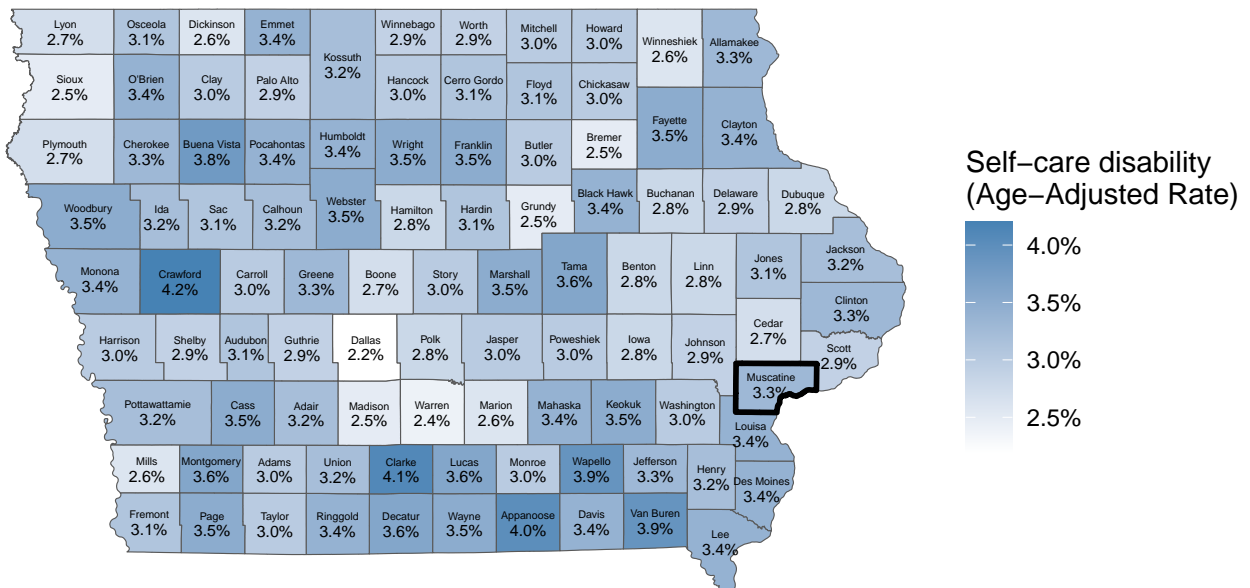 Lyon
2.7%
Osceola
3.1%
Dickinson
2.6%
Emmet
3.4%
Kossuth
3.2%
Winnebago
2.9%
Worth
2.9%
Mitchell
3.0%
Howard
3.0%
Winneshiek
2.6%
Allamakee
3.3%
Sioux
2.5%
O'Brien
3.4%
Clay
3.0%
Palo Alto
2.9%
Hancock
3.0%
Cerro Gordo
3.1%
Floyd
3.1%
Chickasaw
3.0%
Fayette
3.5%
Clayton
3.4%
Plymouth
2.7%
Cherokee
3.3%
Buena Vista
3.8%
Pocahontas
3.4%
Humboldt
3.4%
Wright
3.5%
Franklin
3.5%
Butler
3.0%
Bremer
2.5%
Woodbury
3.5%
Ida
3.2%
Sac
3.1%
Calhoun
3.2%
Webster
3.5%
Hamilton
2.8%
Hardin
3.1%
Grundy
2.5%
Black Hawk
3.4%
Buchanan
2.8%
Delaware
2.9%
Dubuque
2.8%
Monona
3.4%
Crawford
4.2%
Carroll
3.0%
Greene
3.3%
Boone
2.7%
Story
3.0%
Marshall
3.5%
Tama
3.6%
Benton
2.8%
Linn
2.8%
Jones
3.1%
Jackson
3.2%
Clinton
3.3%
Harrison
3.0%
Shelby
2.9%
Audubon
3.1%
Guthrie
2.9%
Dallas
2.2%
Polk
2.8%
Jasper
3.0%
Poweshiek
3.0%
Iowa
2.8%
Johnson
2.9%
Cedar
2.7%
Scott
2.9%
Muscatine
3.3%
Pottawattamie
3.2%
Cass
3.5%
Adair
3.2%
Madison
2.5%
Warren
2.4%
Marion
2.6%
Mahaska
3.4%
Keokuk
3.5%
Washington
3.0%
Louisa
3.4%
Mills
2.6%
Montgomery
3.6%
Adams
3.0%
Union
3.2%
Clarke
4.1%
Lucas
3.6%
Monroe
3.0%
Wapello
3.9%
Jefferson
3.3%
Henry
3.2%
Des Moines
3.4%
Fremont
3.1%
Page
3.5%
Taylor
3.0%
Ringgold
3.4%
Decatur
3.6%
Wayne
3.5%
Appanoose
4.0%
Davis
3.4%
Van Buren
3.9%
Lee
3.4%
Self−care disability
(Age−Adjusted Rate)
4.0%
3.5%
3.0%
2.5%